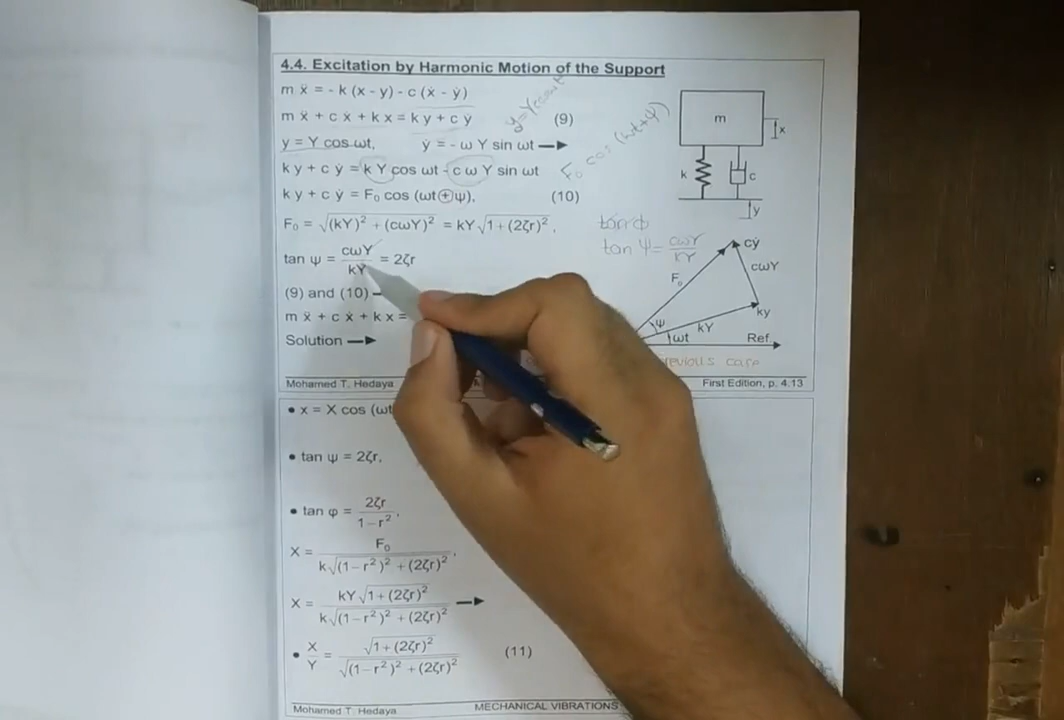 4.4. Excitation by Harmonic Motion of the Support
m ẍ = - k (x - y) - c (ẋ - ẏ)
m ẍ + c ẋ + k x = k y + c ẏ (9)
y = Y cos ωt, ẏ = - ω Y sin ωt
y = Y cos ωt
k y + c ẏ = k Y cos ωt - c ω Y sin ωt
F₀ cos (ωt + ψ)
k y + c ẏ = F₀ cos (ωt + ψ), (10)
F₀ = √(kY)² + (cωY)² = kY√1 + (2ζr)²,
tan ψ = cωY / kY = 2ζr
(9) and (10)
m ẍ + c ẋ + k x =
Solution
m
x
k
c
y
tan φ
tan ψ = cωY / kY
cẏ
F₀
cωY
ky
ψ
kY
ωt
Ref.
previous case
Mohamed T. Hedaya
First Edition, p. 4.13
• x = X cos (ωt
• tan ψ = 2ζr,
• tan φ = 2ζr / 1 - r²,
X = F₀ / k√(1 - r²)² + (2ζr)²,
X = kY√1 + (2ζr)² / k√(1 - r²)² + (2ζr)²
• X / Y = √1 + (2ζr)² / √(1 - r²)² + (2ζr)² (11)
Mohamed T. Hedaya
MECHANICAL VIBRATIONS